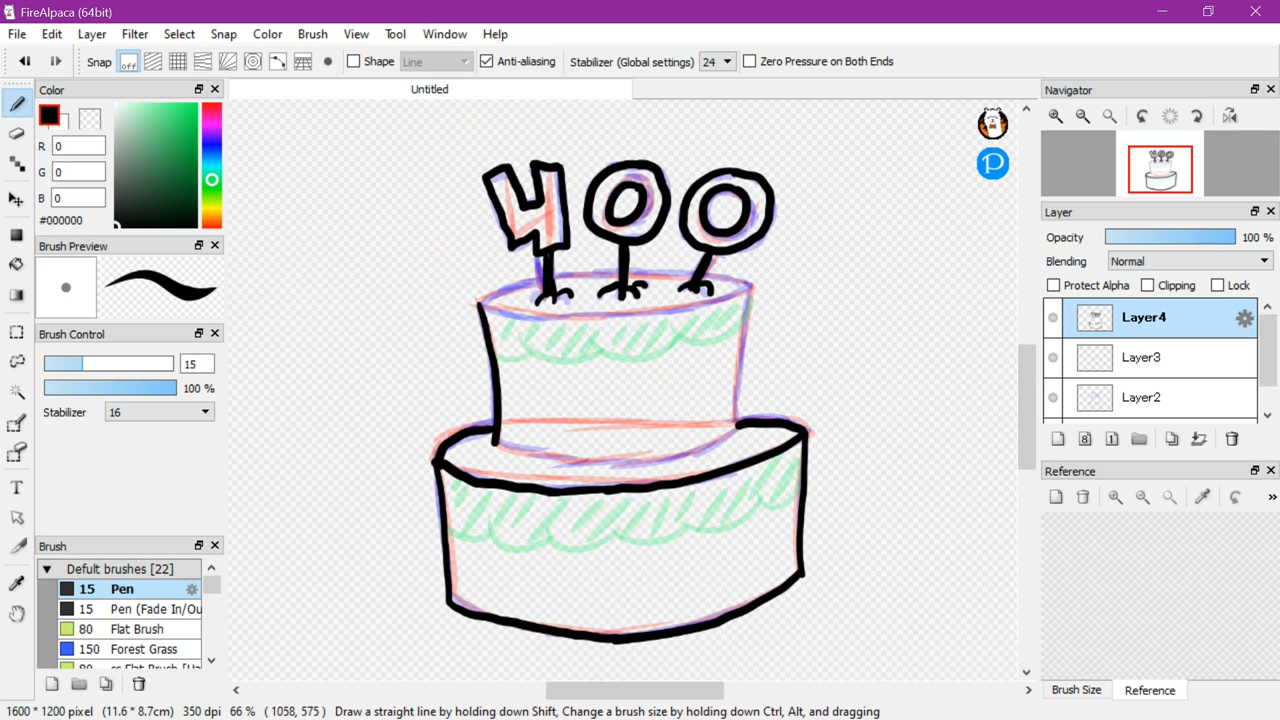 FireAlpaca (64bit)
File Edit Layer Filter Select Snap Color Brush View Tool Window Help
Snap off Shape Line Anti-aliasing Stabilizer (Global settings) 24 Zero Pressure on Both Ends
Color
R 0
G 0
B 0
#000000
Brush Preview
Brush Control
15
100 %
Stabilizer 16
Brush
Defult brushes [22]
15 Pen
15 Pen (Fade In/Ou
80 Flat Brush
150 Forest Grass
Untitled
400
P
Navigator
Layer
Opacity 100 %
Blending Normal
Protect Alpha Clipping Lock
Layer4
Layer3
Layer2
8 1
Reference
»
Brush Size Reference
1600 * 1200 pixel (11.6 * 8.7cm) 350 dpi 66 % ( 1058, 575 ) Draw a straight line by holding down Shift, Change a brush size by holding down Ctrl, Alt, and dragging